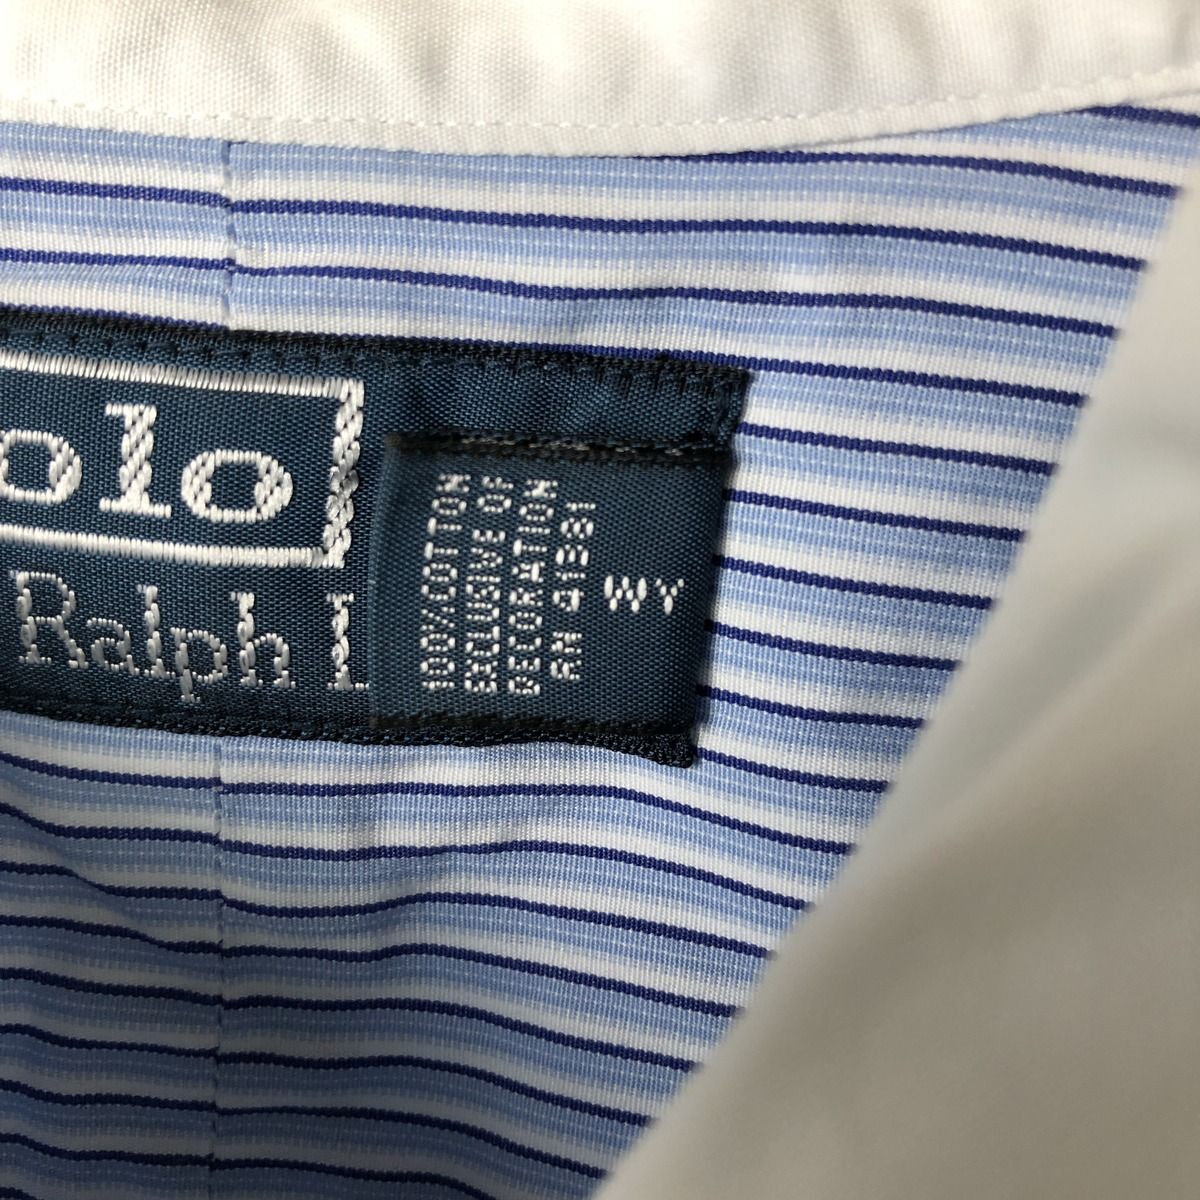 olo
Ralph L
100%COTTON
EXCLUSIVE OF
DECORATION
RN 41381
WY